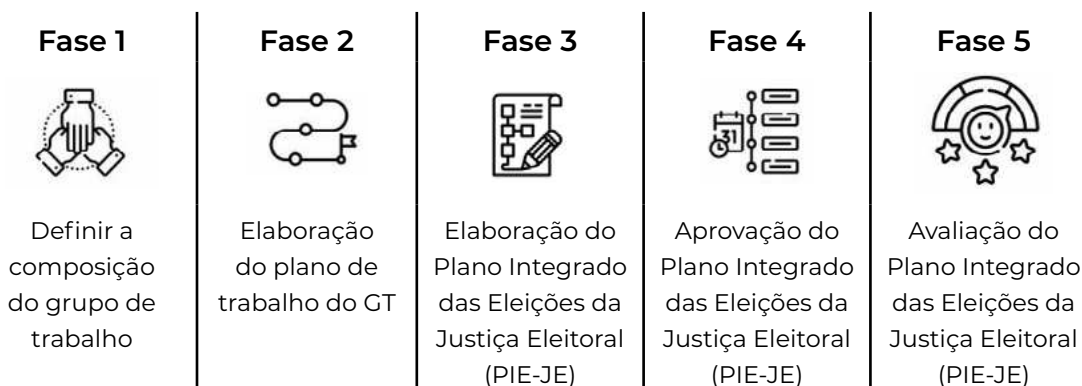 Fase 1
Definir a
composição
do grupo de
trabalho
Fase 2
Elaboração
do plano de
trabalho do GT
Fase 3
Elaboração do
Plano Integrado
das Eleições da
Justiça Eleitoral
(PIE-JE)
Fase 4
31
Aprovação do
Plano Integrado
das Eleições da
Justiça Eleitoral
(PIE-JE)
Fase 5
Avaliação do
Plano Integrado
das Eleições da
Justiça Eleitoral
(PIE-JE)